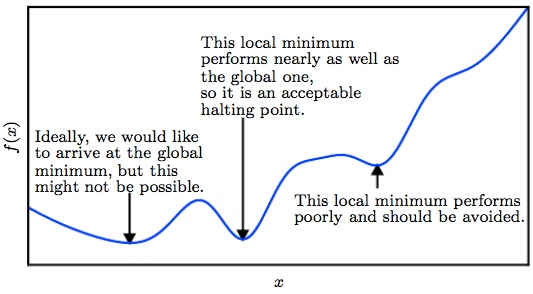 This local minimum
performs nearly as well as
the global one,
so it is an acceptable
halting point.
Ideally, we would like
to arrive at the global
minimum, but this
might not be possible.
This local minimum performs
poorly and should be avoided.
f(x)
x